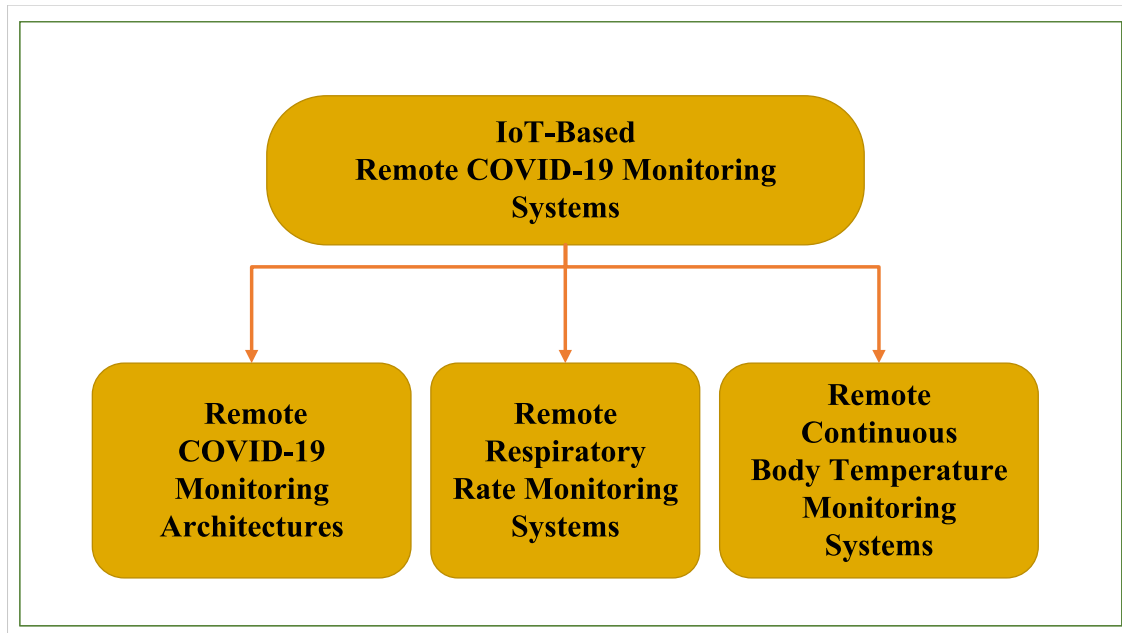 IoT-Based
Remote COVID-19 Monitoring
Systems
Remote
COVID-19
Monitoring
Architectures
Remote
Respiratory
Rate Monitoring
Systems
Remote
Continuous
Body Temperature
Monitoring
Systems